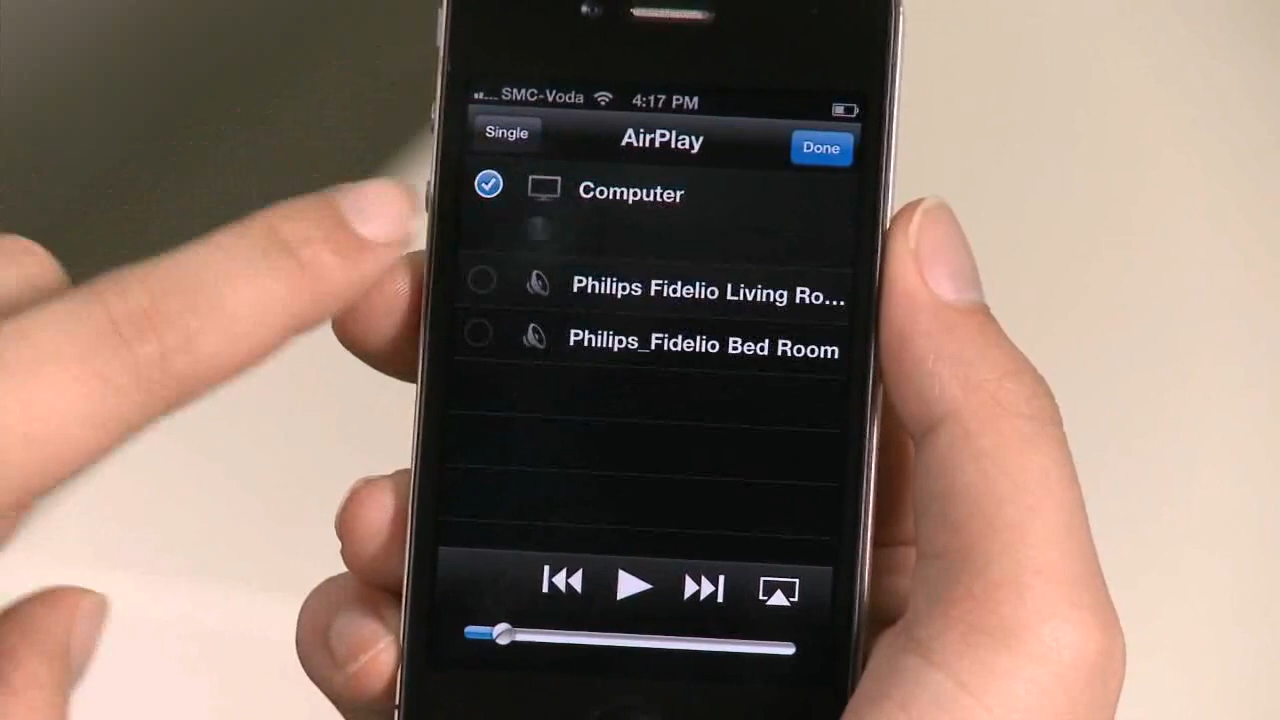 SMC-Voda 4:17 PM
Single AirPlay Done
Computer
Philips Fidelio Living Ro...
Philips_Fidelio Bed Room